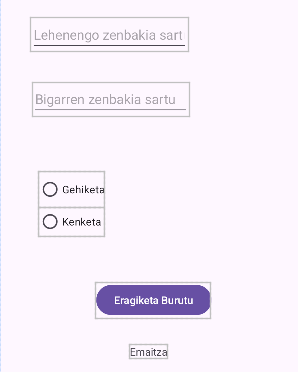 Lehenengo zenbakia sart
Bigarren zenbakia sartu
Gehiketa
Kenketa
Eragiketa Burutu
Emaitza